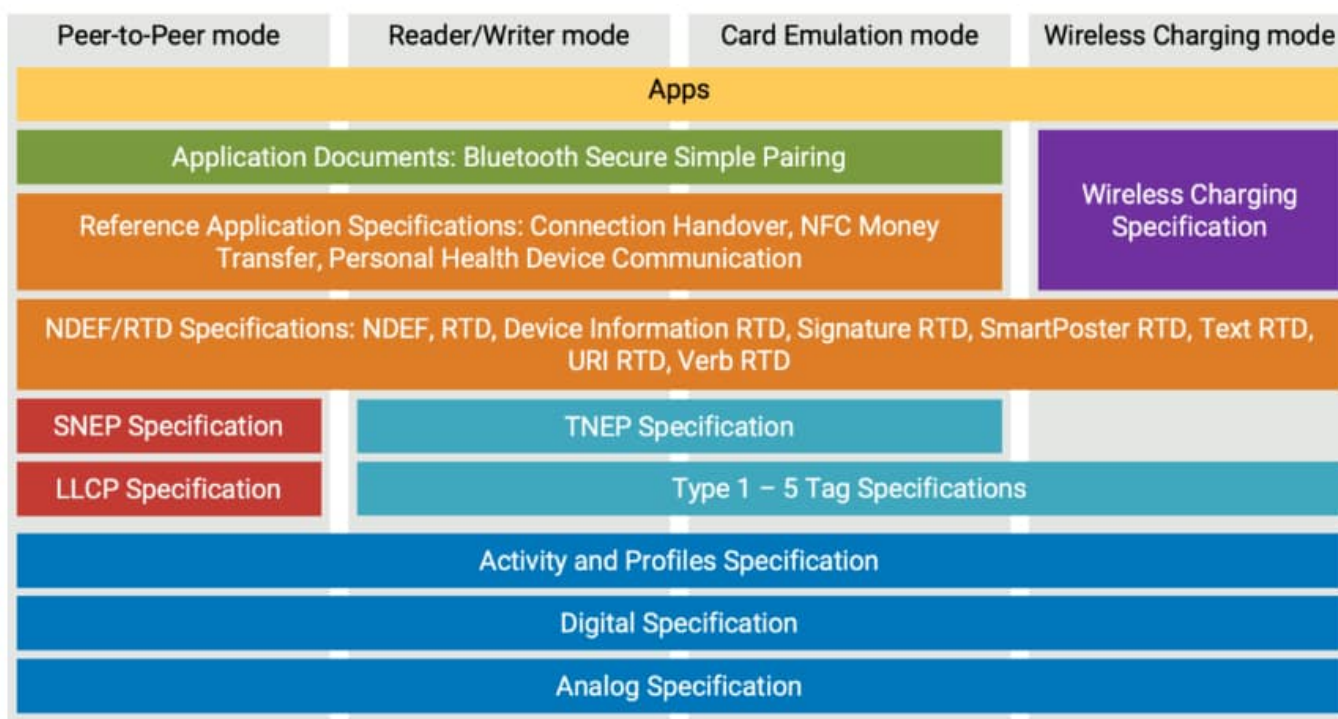 Peer-to-Peer mode
Reader/Writer mode
Card Emulation mode
Wireless Charging mode
Apps
Application Documents: Bluetooth Secure Simple Pairing
Wireless Charging
Specification
Reference Application Specifications: Connection Handover, NFC Money
Transfer, Personal Health Device Communication
NDEF/RTD Specifications: NDEF, RTD, Device Information RTD, Signature RTD, SmartPoster RTD, Text RTD,
URI RTD, Verb RTD
SNEP Specification
TNEP Specification
LLCP Specification
Type 1 – 5 Tag Specifications
Activity and Profiles Specification
Digital Specification
Analog Specification